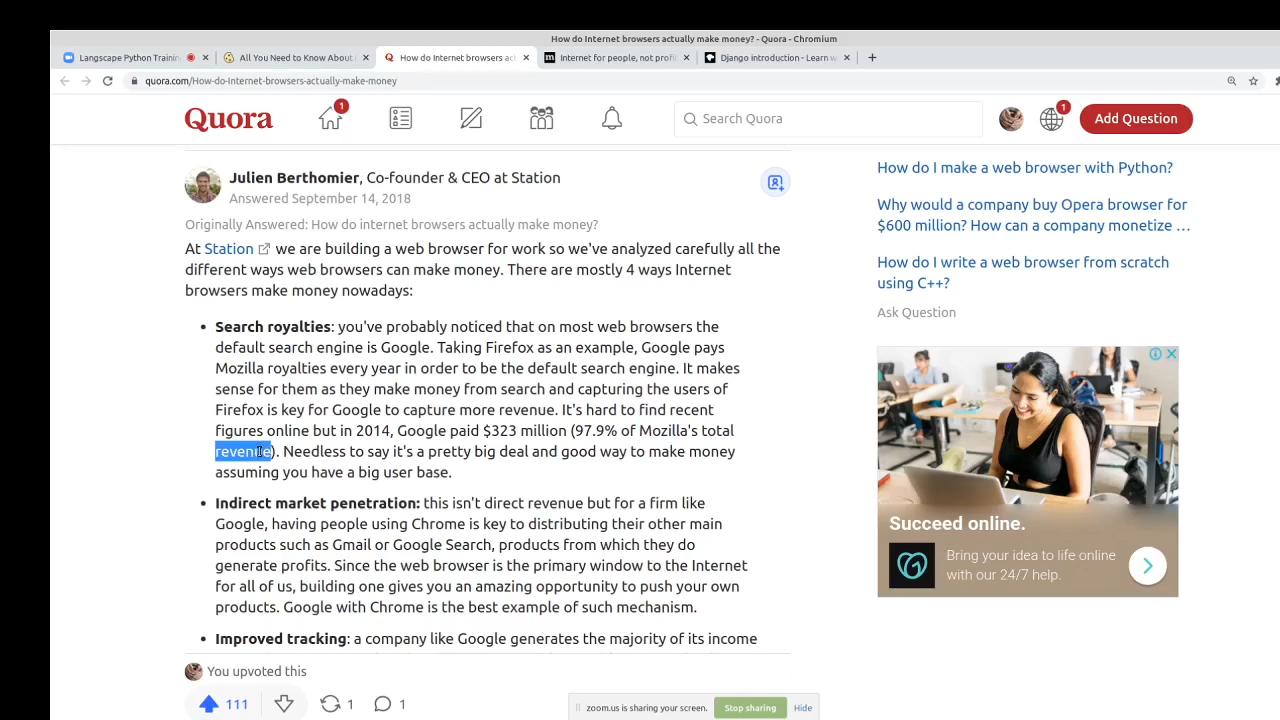 How do Internet browsers actually make money? - Quora - Chromium
Langscape Python Training
All You Need to Know About
How do Internet browsers act
Internet for people, not profi
Django introduction - Learn w
quora.com/How-do-Internet-browsers-actually-make-money
Quora
1
Search Quora
1
Add Question
Julien Berthomier, Co-founder & CEO at Station
Answered September 14, 2018
Originally Answered: How do internet browsers actually make money?
At Station we are building a web browser for work so we've analyzed carefully all the
different ways web browsers can make money. There are mostly 4 ways Internet
browsers make money nowadays:
• Search royalties: you've probably noticed that on most web browsers the
default search engine is Google. Taking Firefox as an example, Google pays
Mozilla royalties every year in order to be the default search engine. It makes
sense for them as they make money from search and capturing the users of
Firefox is key for Google to capture more revenue. It's hard to find recent
figures online but in 2014, Google paid $323 million (97.9% of Mozilla's total
revenue). Needless to say it's a pretty big deal and good way to make money
assuming you have a big user base.
• Indirect market penetration: this isn't direct revenue but for a firm like
Google, having people using Chrome is key to distributing their other main
products such as Gmail or Google Search, products from which they do
generate profits. Since the web browser is the primary window to the Internet
for all of us, building one gives you an amazing opportunity to push your own
products. Google with Chrome is the best example of such mechanism.
• Improved tracking: a company like Google generates the majority of its income
You upvoted this
111
1
1
How do I make a web browser with Python?
Why would a company buy Opera browser for
$600 million? How can a company monetize …
How do I write a web browser from scratch
using C++?
Ask Question
Succeed online.
Bring your idea to life online
with our 24/7 help.
zoom.us is sharing your screen.
Stop sharing
Hide